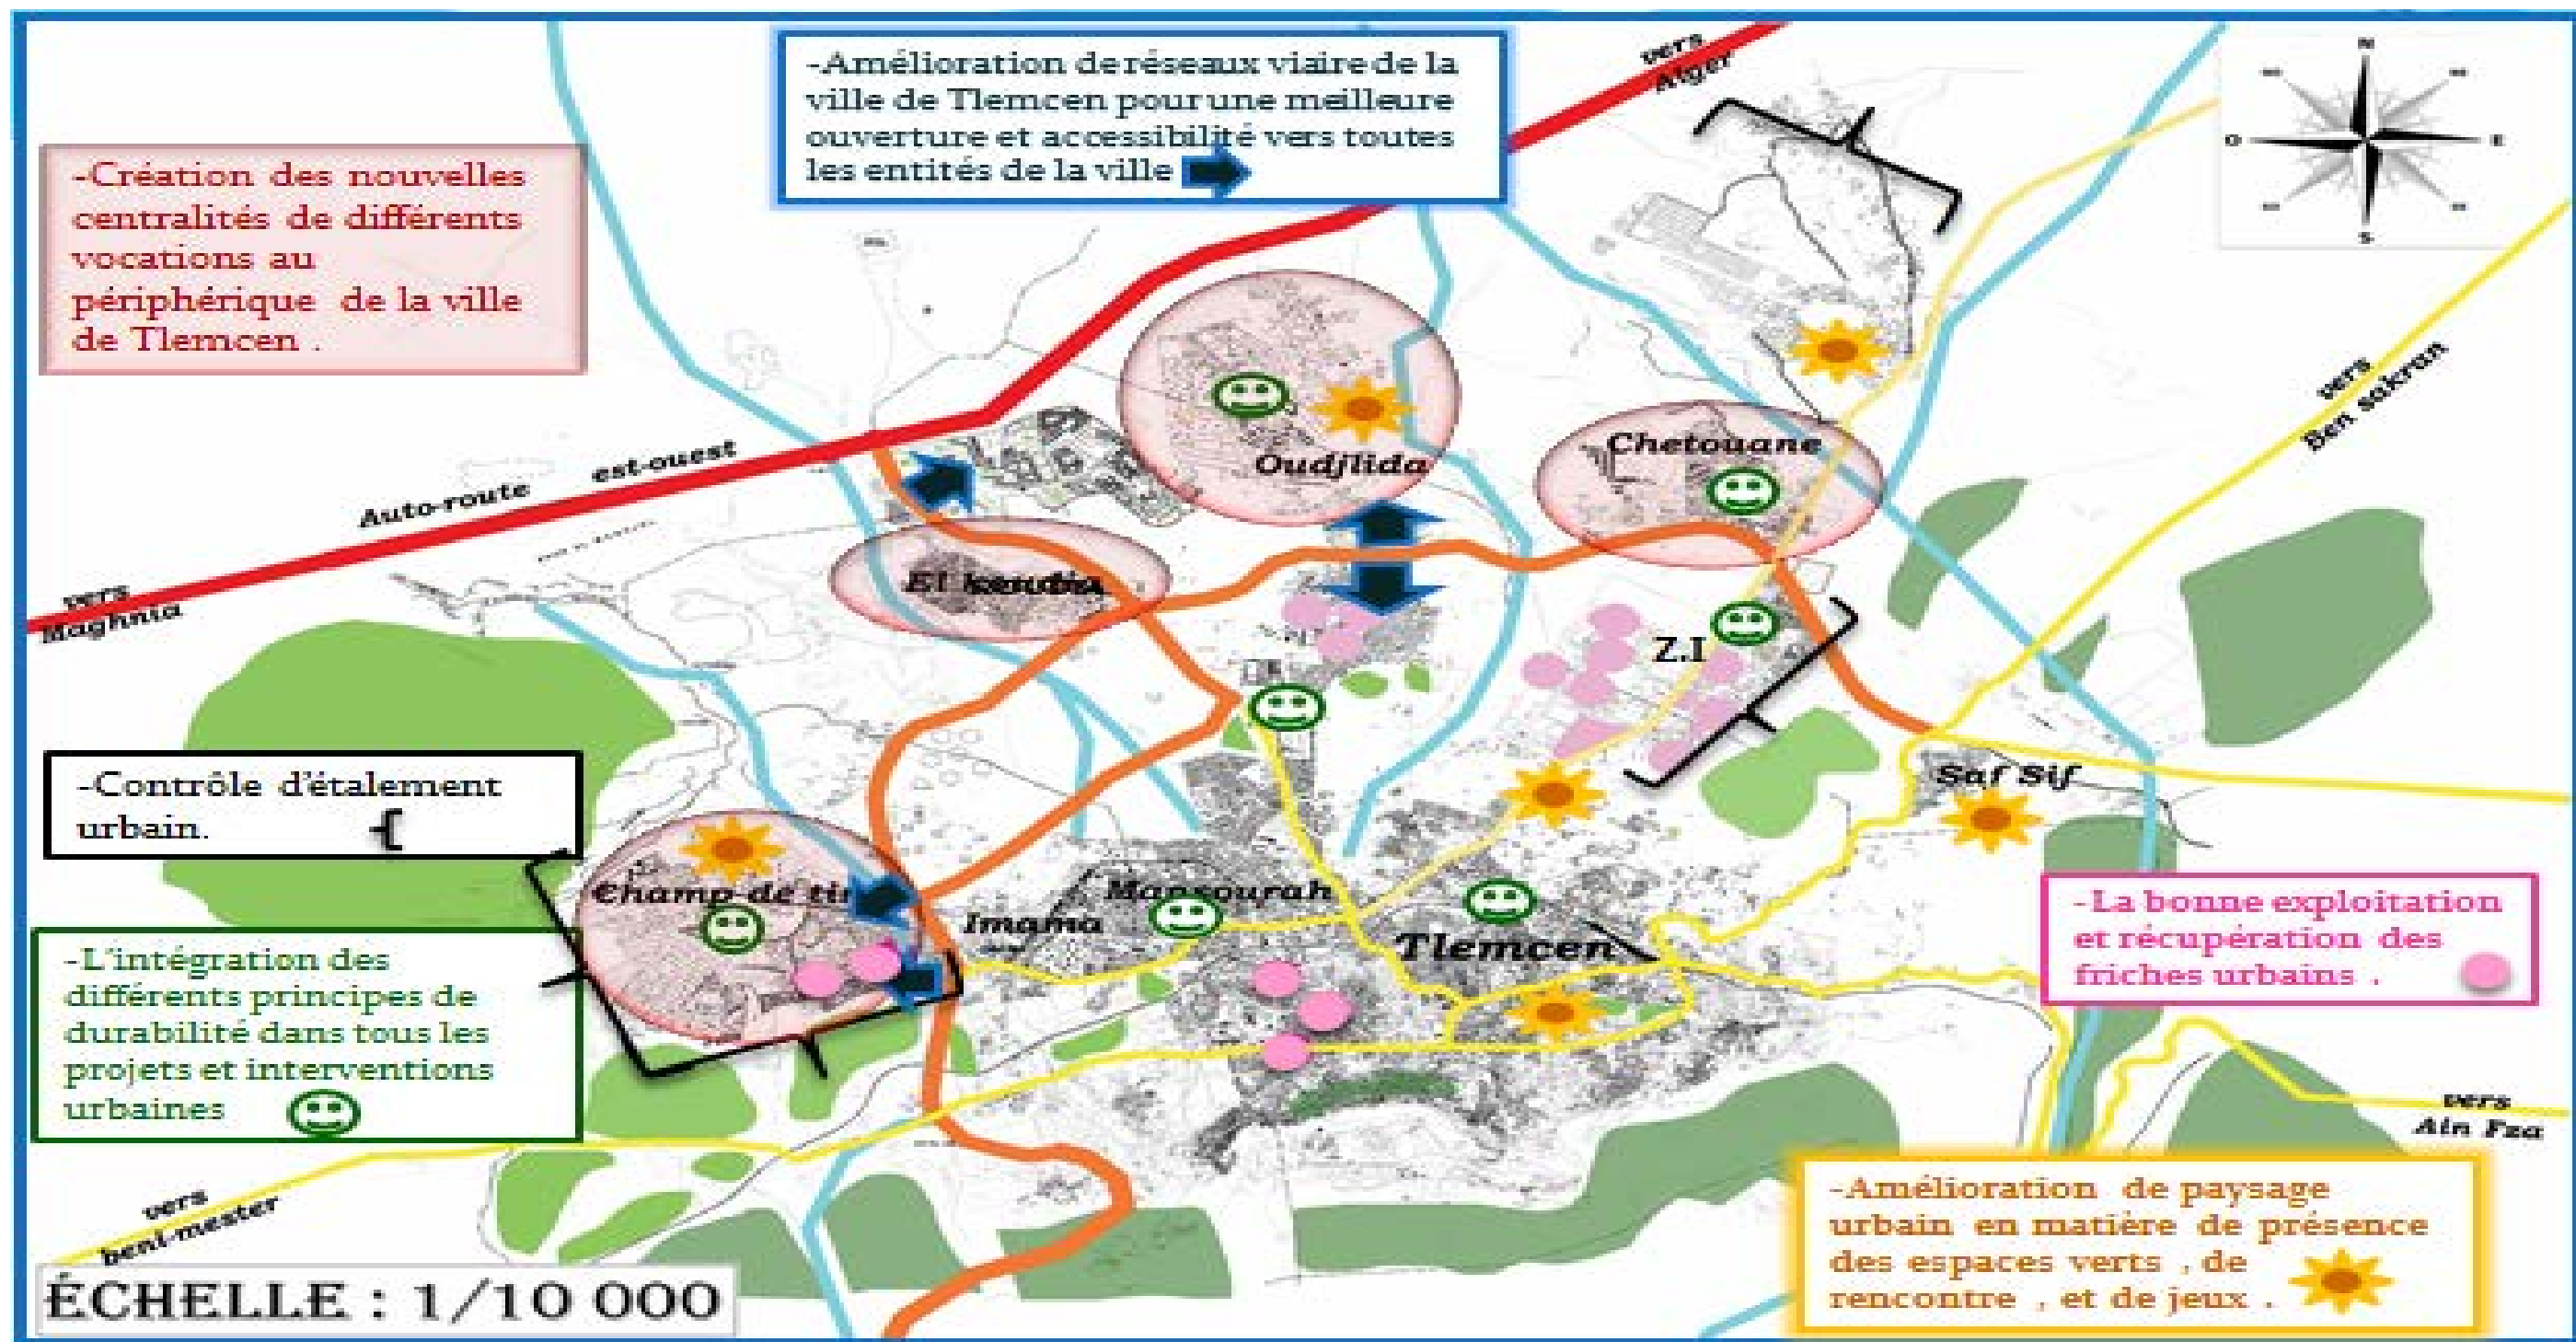 -Amélioration de réseaux viaire de la
ville de Tlemcen pour une meilleure
ouverture et accessibilité vers toutes
les entités de la ville
vers
Alger
N
O
E
S
-Création des nouvelles
centralités de différents
vocations au
périphérique de la ville
de Tlemcen .
vers
Ben sakran
Chetouane
Oudjlida
Auto-route est-ouest
El koudia
vers
Maghnia
Z.I
-Contrôle d'étalement
urbain.
Saf Sif
Champ de tir
Mansourah
Imama
Tlemcen
-La bonne exploitation
et récupération des
friches urbains .
-L'intégration des
différents principes de
durabilité dans tous les
projets et interventions
urbaines
vers
Ain Fza
vers
beni-mester
-Amélioration de paysage
urbain en matière de présence
des espaces verts , de
rencontre , et de jeux .
ÉCHELLE : 1/10 000